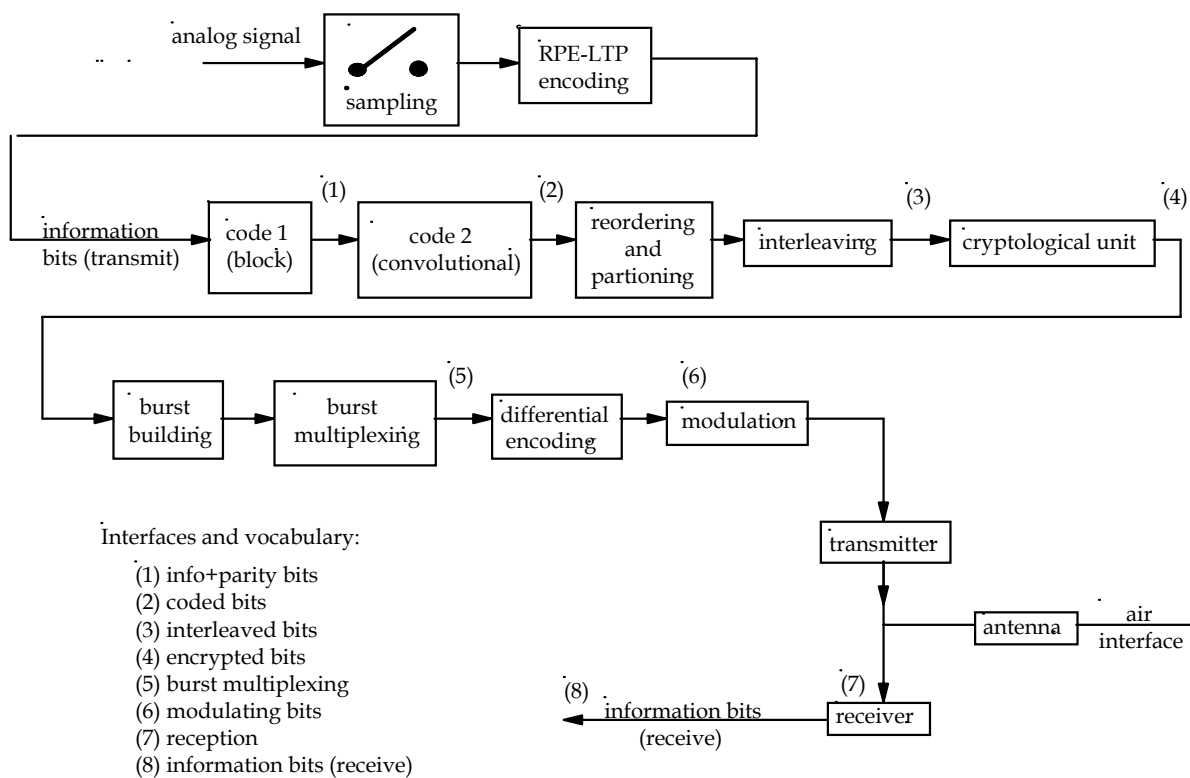 analog signal
sampling
RPE-LTP
encoding
information
bits (transmit)
code 1
(block)
(1)
code 2
(convolutional)
(2)
reordering
and
partioning
interleaving
(3)
cryptological unit
(4)
burst
building
burst
multiplexing
(5)
differential
encoding
(6)
modulation
transmitter
antenna
air
interface
(7)
receiver
(8)
information bits
(receive)
Interfaces and vocabulary:
(1) info+parity bits
(2) coded bits
(3) interleaved bits
(4) encrypted bits
(5) burst multiplexing
(6) modulating bits
(7) reception
(8) information bits (receive)